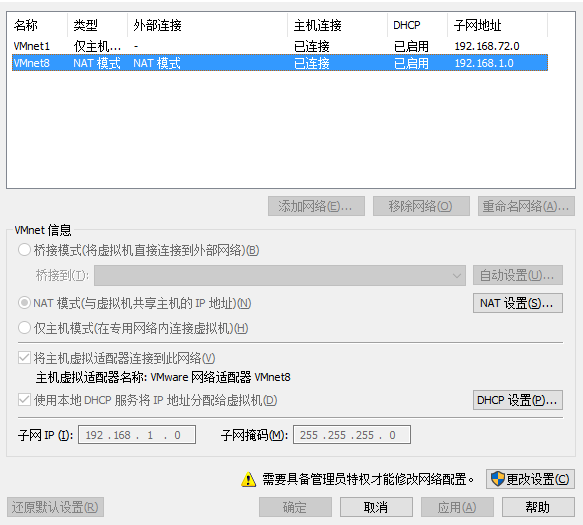 名称 类型 外部连接 主机连接 DHCP 子网地址
VMnet1 仅主机... - 已连接 已启用 192.168.72.0
VMnet8 NAT 模式 NAT 模式 已连接 已启用 192.168.1.0
添加网络(E)... 移除网络(O) 重命名网络(A)...
VMnet 信息
桥接模式(将虚拟机直接连接到外部网络)(B)
桥接到(I): 自动设置(U)...
NAT 模式(与虚拟机共享主机的 IP 地址)(N) NAT 设置(S)...
仅主机模式(在专用网络内连接虚拟机)(H)
将主机虚拟适配器连接到此网络(V)
主机虚拟适配器名称: VMware 网络适配器 VMnet8
使用本地 DHCP 服务将 IP 地址分配给虚拟机(D) DHCP 设置(P)...
子网 IP (I): 192 . 168 . 1 . 0 子网掩码(M): 255 . 255 . 255 . 0
需要具备管理员特权才能修改网络配置。 更改设置(C)
还原默认设置(R) 确定 取消 应用(A) 帮助